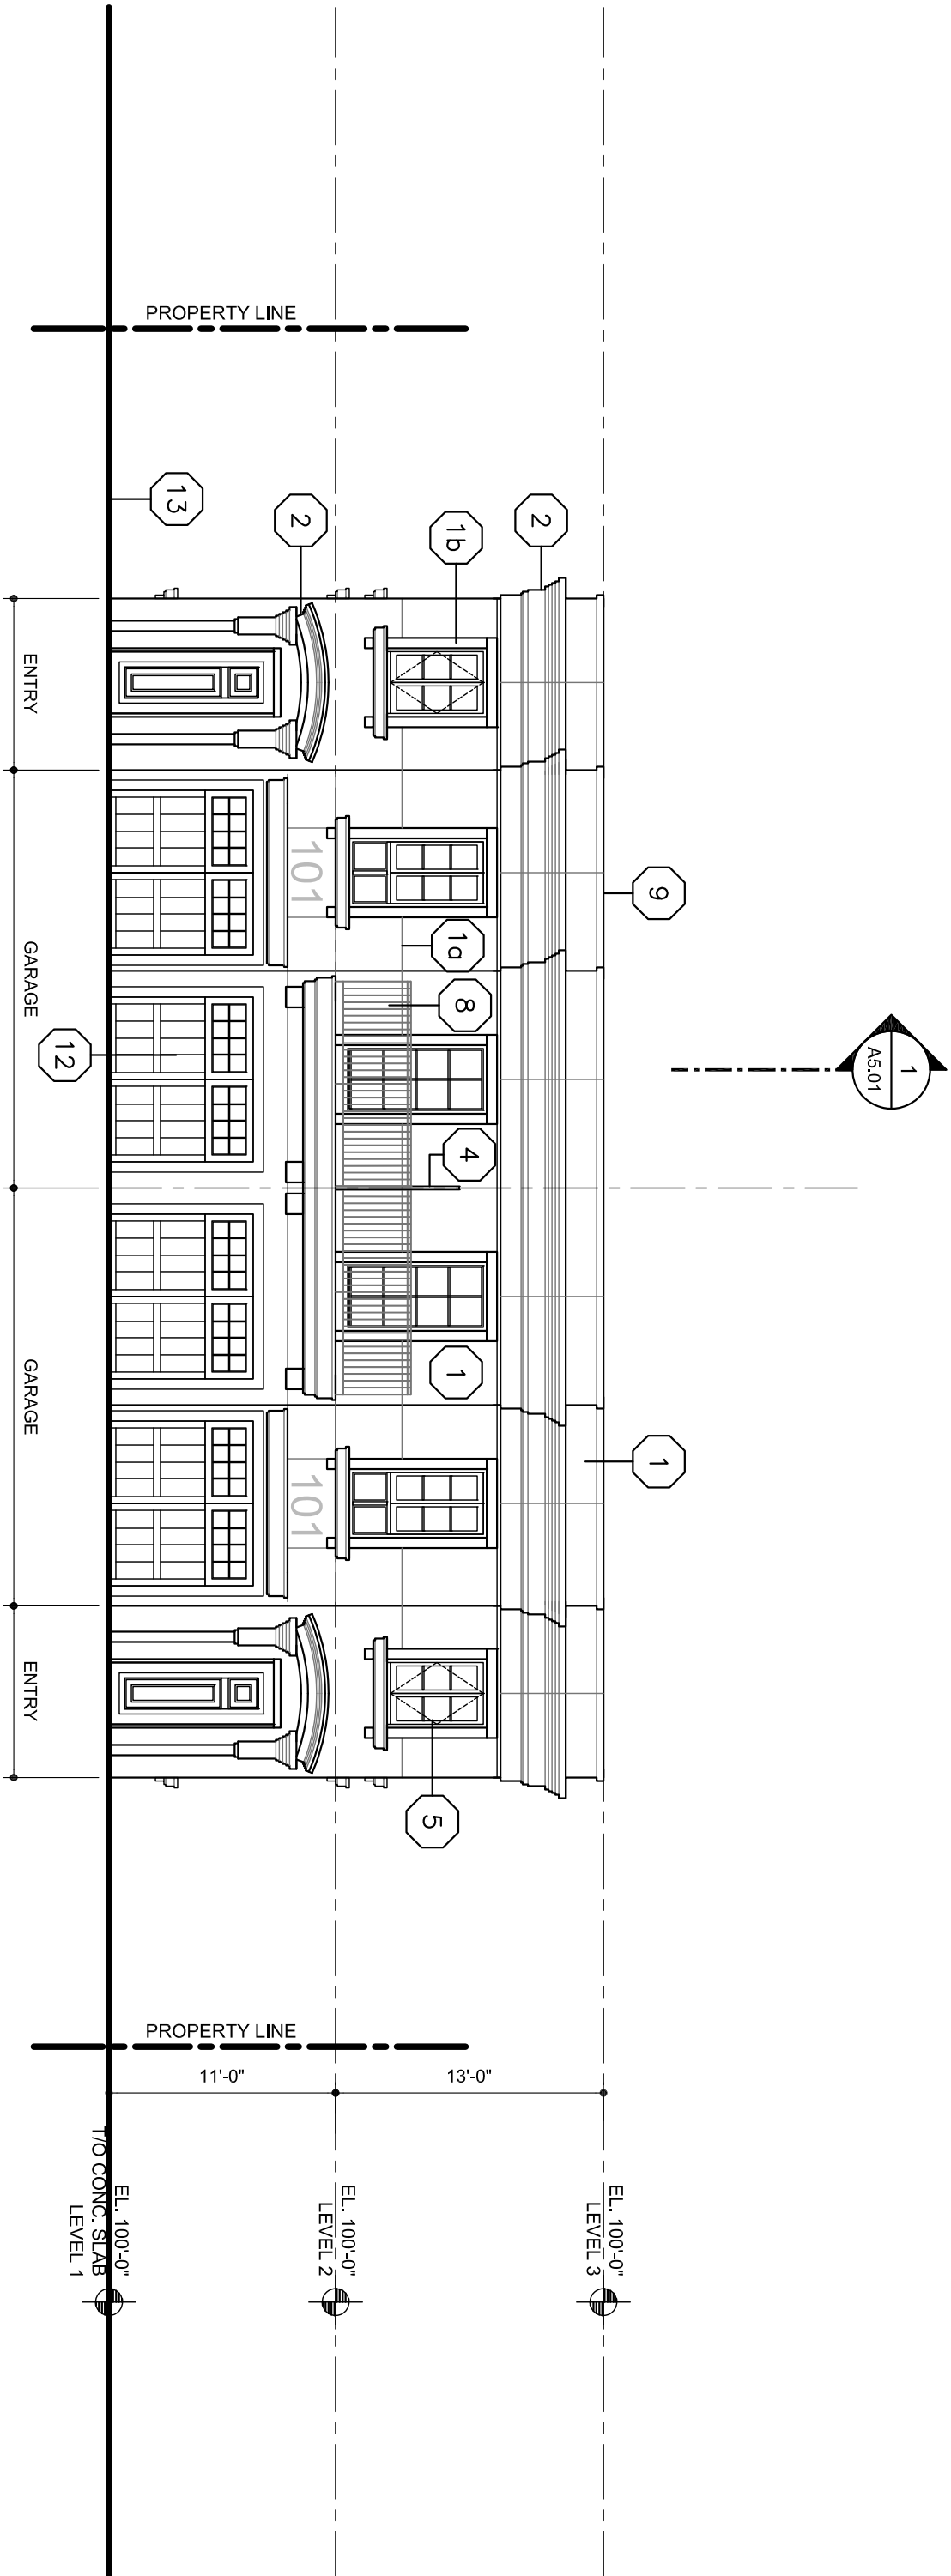 1
A5.01
9
1
2
1b
2
13
1a
8
4
1
5
12
101
101
PROPERTY LINE
PROPERTY LINE
ENTRY
GARAGE
GARAGE
ENTRY
13'-0"
11'-0"
EL. 100'-0"
LEVEL 3
EL. 100'-0"
LEVEL 2
EL. 100'-0"
T/O CONC. SLAB
LEVEL 1